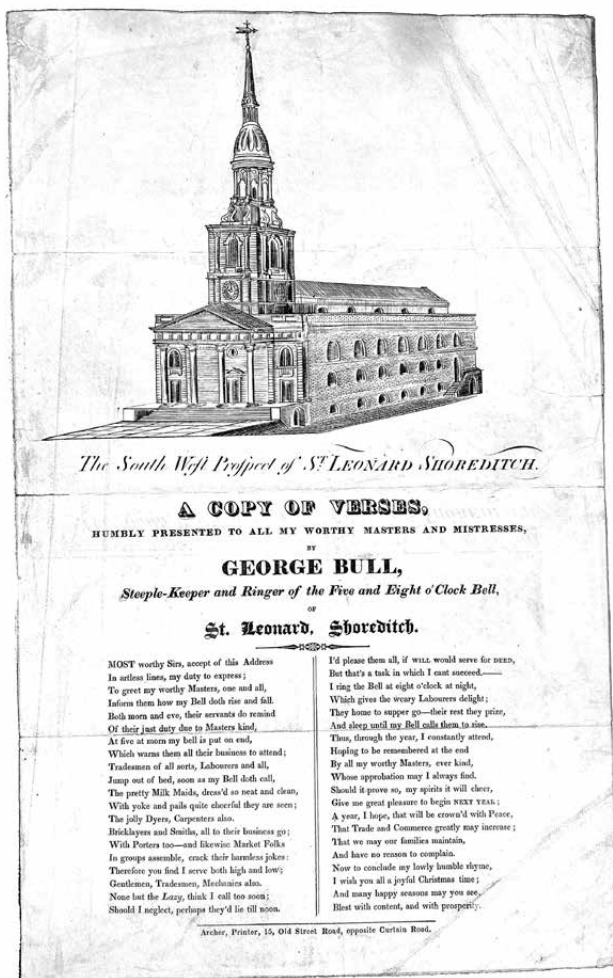 The South West Prospect of ST. LEONARD SHOREDITCH.
A COPY OF VERSES,
HUMBLY PRESENTED TO ALL MY WORTHY MASTERS AND MISTRESSES,
BY
GEORGE BULL,
Steeple-Keeper and Ringer of the Five and Eight o'Clock Bell,
OF
St. Leonard, Shoreditch.
MOST worthy Sirs, accept of this Address
In artless lines, my duty to express;
To greet my worthy Masters, one and all,
Inform them how my Bell doth rise and fall.
Both morn and eve, their servants do remind
Of their just duty due to Masters kind,
At five at morn my bell is put on end,
Which warns them all their business to attend;
Tradesmen of all sorts, Labourers and all,
Jump out of bed, soon as my Bell doth call,
The pretty Milk Maids, dress'd so neat and clean,
With yoke and pails quite cheerful they are seen;
The jolly Dyers, Carpenters also.
Bricklayers and Smiths, all to their business go;
With Porters too—and likewise Market Folks
In groups assemble, crack their harmless jokes:
Therefore you find I serve both high and low;
Gentlemen, Tradesmen, Mechanics also.
None but the Lazy, think I call too soon;
Should I neglect, perhaps they'd lie till noon.
I'd please them all, if WILL would serve for DEED,
But that's a task in which I cant succeed.—
I ring the Bell at eight o'clock at night,
Which gives the weary Labourers delight;
They home to supper go—their rest they prize,
And sleep until my Bell calls them to rise.
Thus, through the year, I constantly attend,
Hoping to be remembered at the end
By all my worthy Masters, ever kind,
Whose approbation may I always find.
Should it prove so, my spirits it will cheer,
Give me great pleasure to begin NEXT YEAR;
A year, I hope, that will be crown'd with Peace,
That Trade and Commerce greatly may increase;
That we may our families maintain,
And have no reason to complain.
Now to conclude my lowly humble rhyme,
I wish you all a joyful Christmas time;
And many happy seasons may you see,
Blest with content, and with prosperity.
Archer, Printer, 15, Old Street Road, opposite Curtain Road.